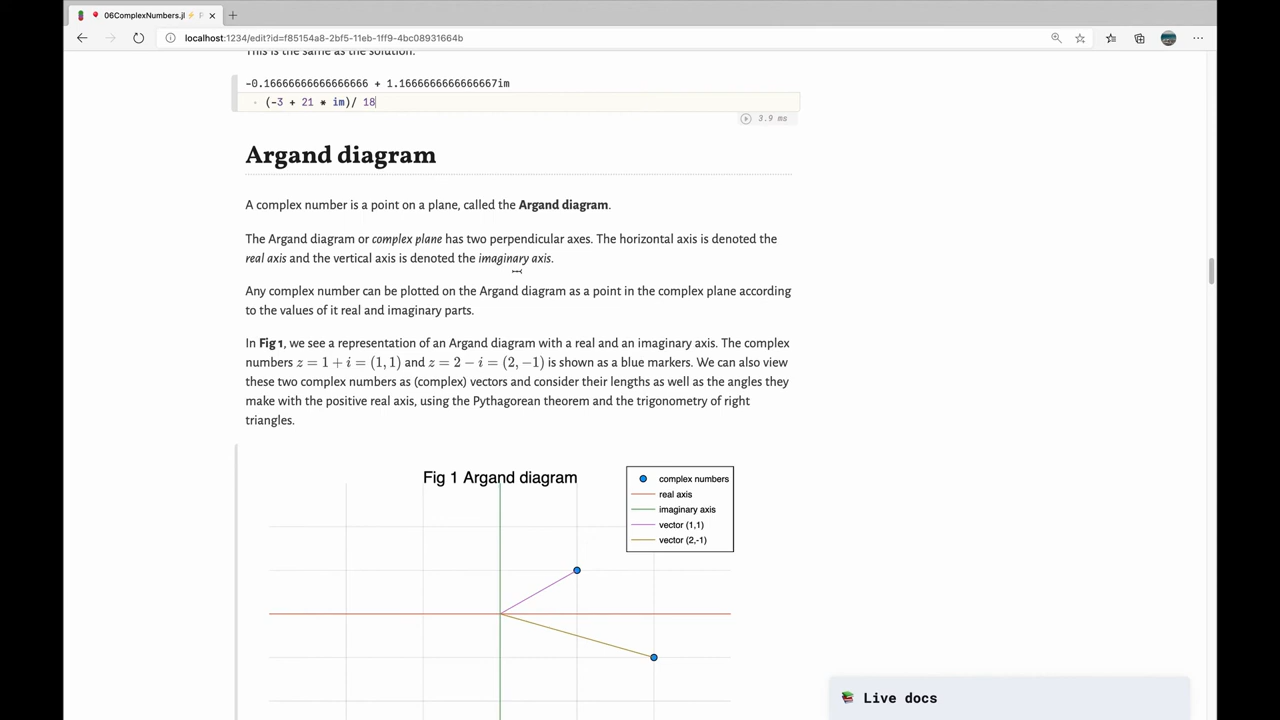 06ComplexNumbers.jl ⚡ F
localhost:1234/edit?id=f85154a8-2bf5-11eb-1ff9-4bc08931664b
This is the same as the solution.
-0.16666666666666666 + 1.1666666666666667im
(-3 + 21 * im)/ 18
3.9 ms
Argand diagram
A complex number is a point on a plane, called the Argand diagram.
The Argand diagram or complex plane has two perpendicular axes. The horizontal axis is denoted the
real axis and the vertical axis is denoted the imaginary axis.
Any complex number can be plotted on the Argand diagram as a point in the complex plane according
to the values of it real and imaginary parts.
In Fig 1, we see a representation of an Argand diagram with a real and an imaginary axis. The complex
numbers z = 1 + i = (1, 1) and z = 2 − i = (2, −1) is shown as a blue markers. We can also view
these two complex numbers as (complex) vectors and consider their lengths as well as the angles they
make with the positive real axis, using the Pythagorean theorem and the trigonometry of right
triangles.
Fig 1 Argand diagram
complex numbers
real axis
imaginary axis
vector (1,1)
vector (2,-1)
Live docs